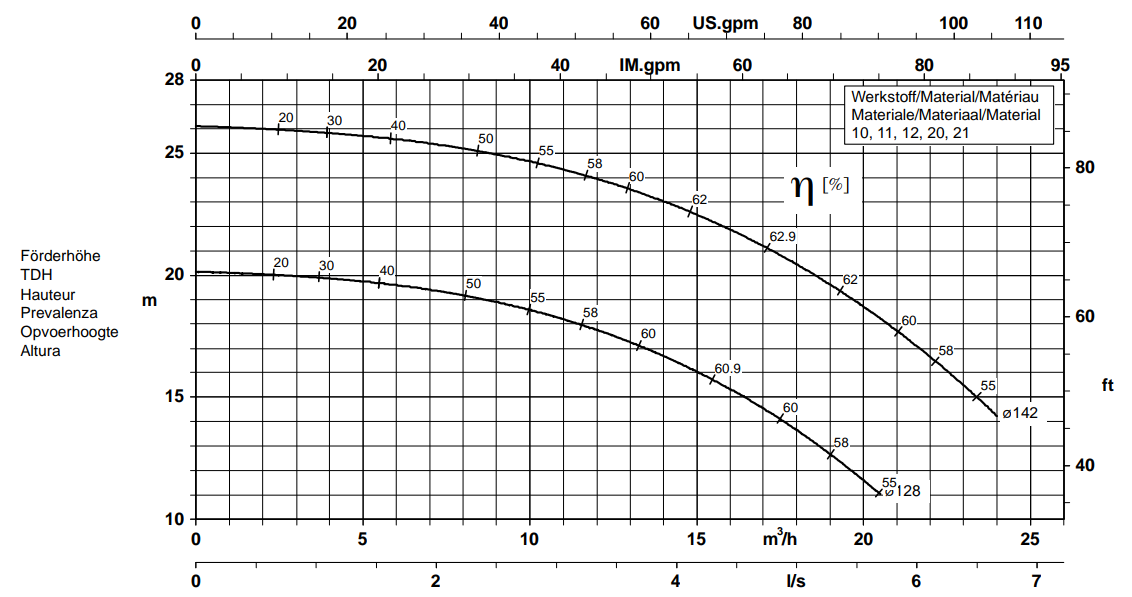 0 20 40 60 US.gpm 80 100 110
0 20 40 IM.gpm 60 80 95
28
Werkstoff/Material/Matériau
Materiale/Materiaal/Material
10, 11, 12, 20, 21
20 30 40 50 55 58 60 62 62.9 62 60 58 55 ø142
25
η [%]
80
Förderhöhe
TDH
Hauteur
Prevalenza
Opvoerhoogte
Altura
m
20
20 30 40 50 55 58 60 60.9 60 58 55 ø128
60
15
ft
40
10
0 5 10 15 m³/h 20 25
0 2 4 l/s 6 7